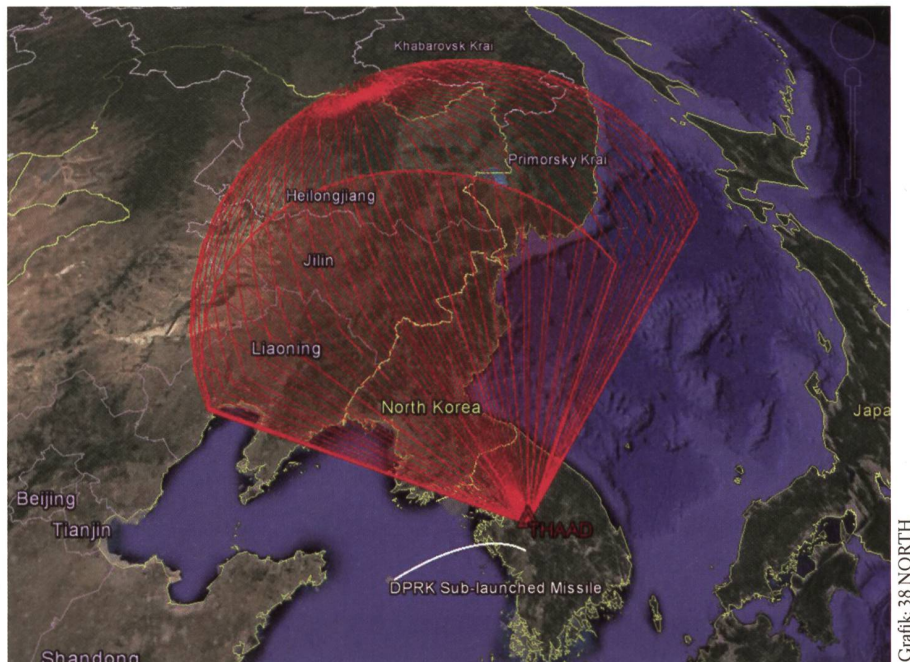 Khabarovsk Krai
Primorsky Krai
Heilongjiang
Jilin
Liaoning
North Korea
Japa
Beijing
Tianjin
THAAD
DPRK Sub-launched Missile
Shandong
Grafik: 38 NORTH